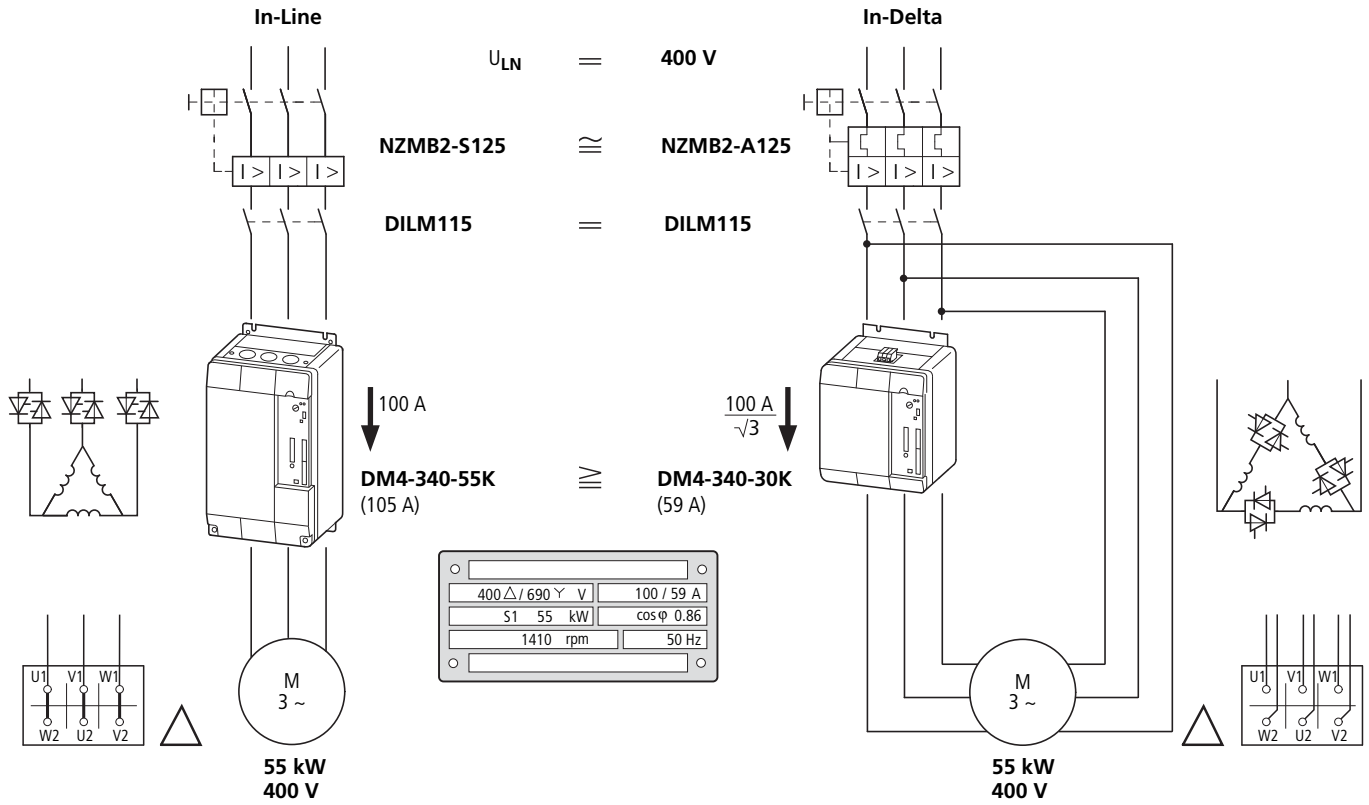 In-Line
In-Delta
U LN = 400 V
NZMB2-S125 ≅ NZMB2-A125
I > I > I >
I > I > I >
DILM115 = DILM115
100 A
100 A
√3
DM4-340-55K ≧ DM4-340-30K
(105 A)
(59 A)
400 △ / 690 Y V
100 / 59 A
S1 55 kW
cos φ 0.86
1410 rpm
50 Hz
U1 V1 W1
W2 U2 V2
M
3 ~
55 kW
400 V
M
3 ~
55 kW
400 V
U1 V1 W1
W2 U2 V2